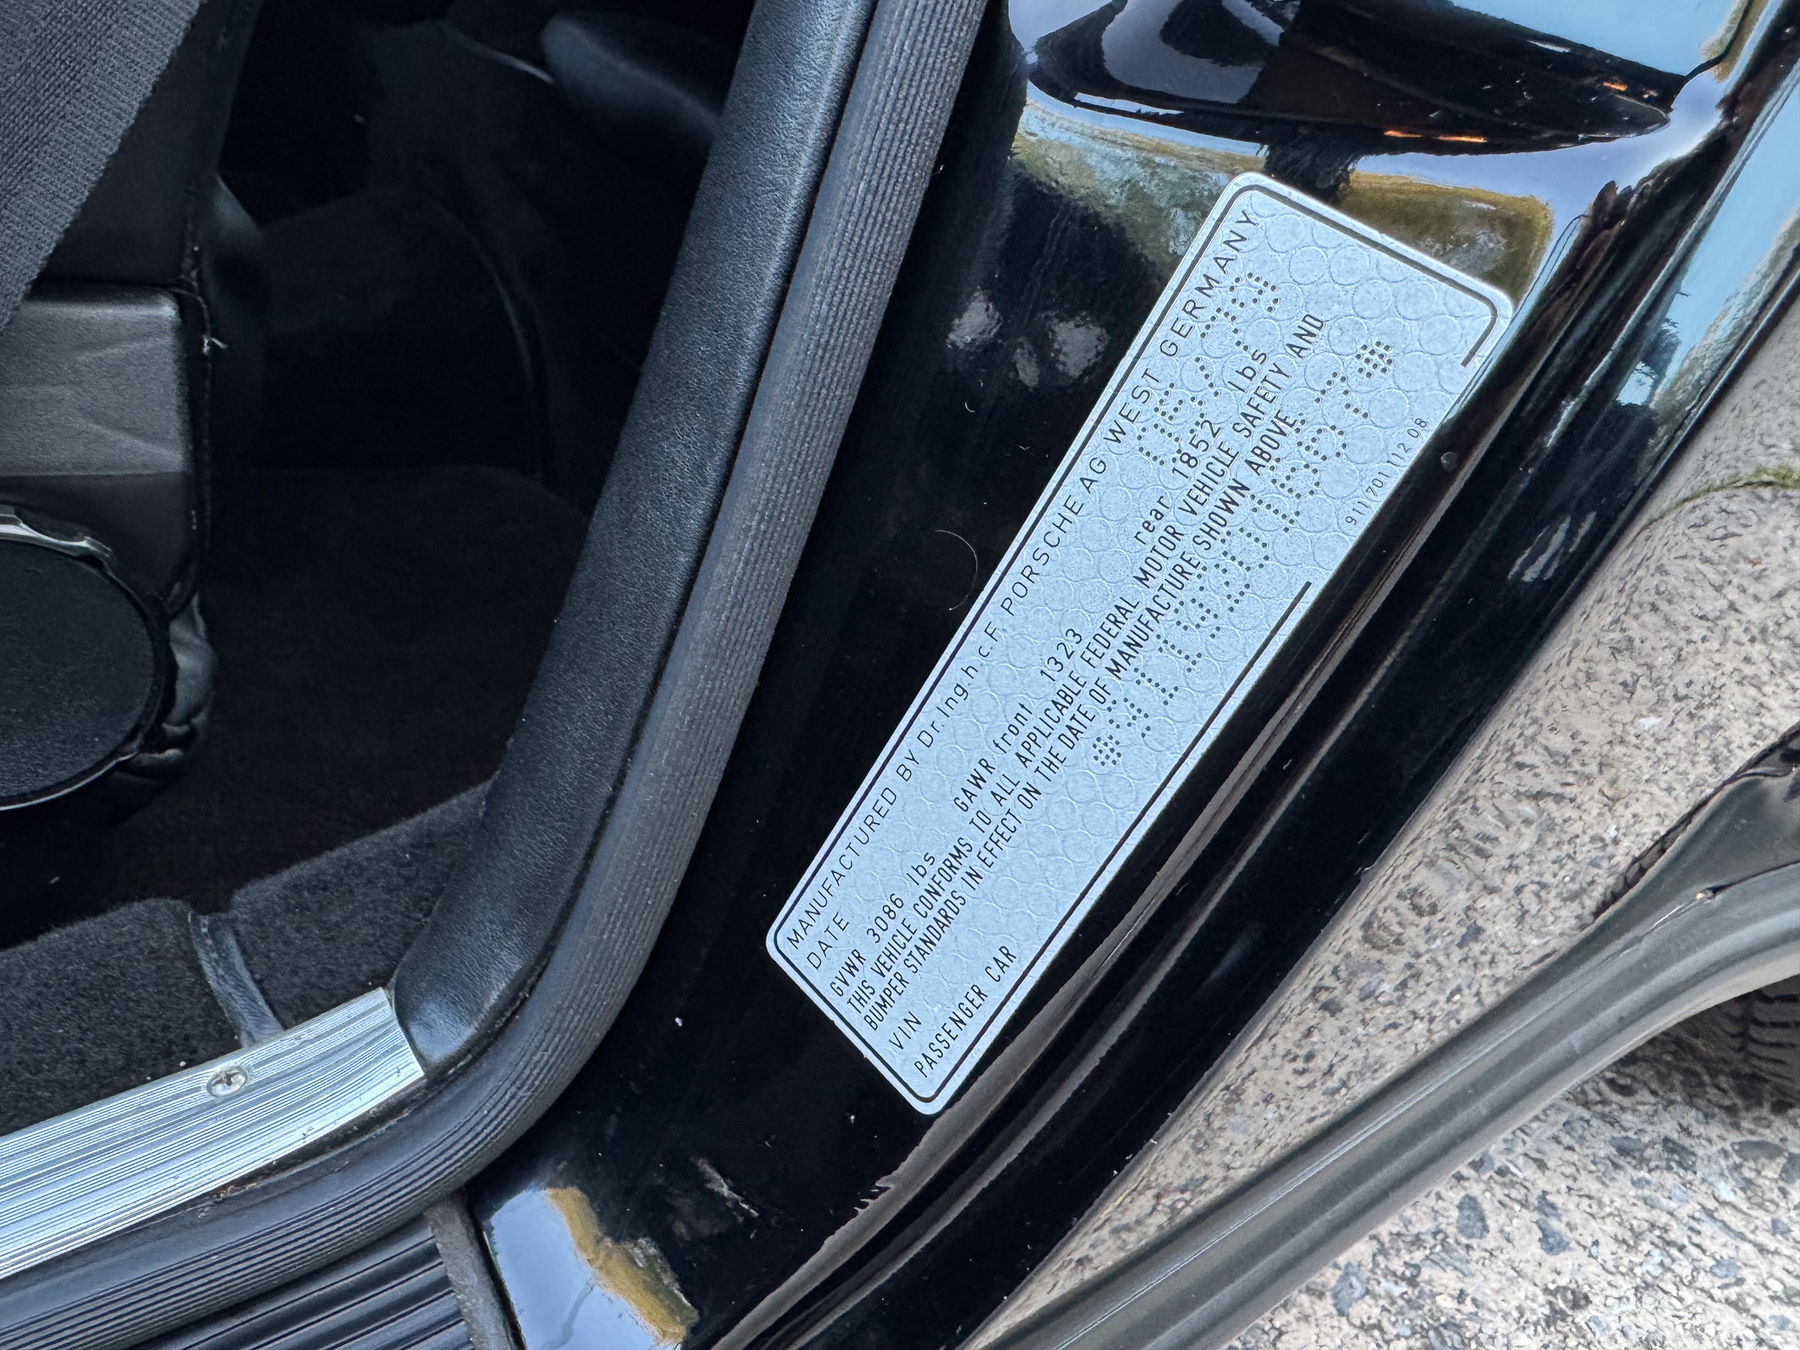 MANUFACTURED BY Dr.Ing.h.c.F. PORSCHE AG WEST GERMANY
DATE
GVWR 3086 lbs GAWR front 1323 rear 1852 lbs
THIS VEHICLE CONFORMS TO ALL APPLICABLE FEDERAL MOTOR VEHICLE SAFETY AND
BUMPER STANDARDS IN EFFECT ON THE DATE OF MANUFACTURE SHOWN ABOVE
VIN
PASSENGER CAR
911 701 112 08